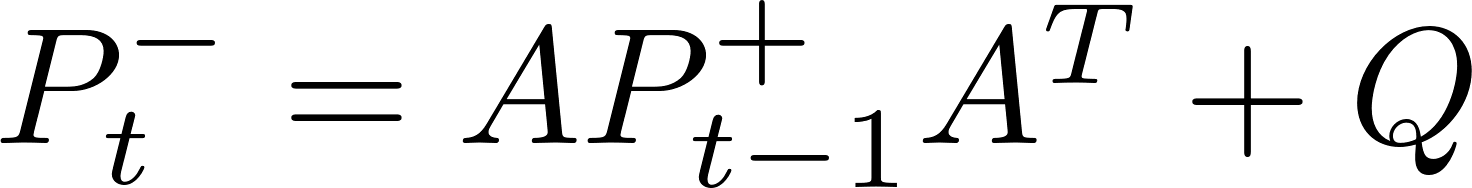 $P_t^- = A P_{t-1}^+ A^T + Q$